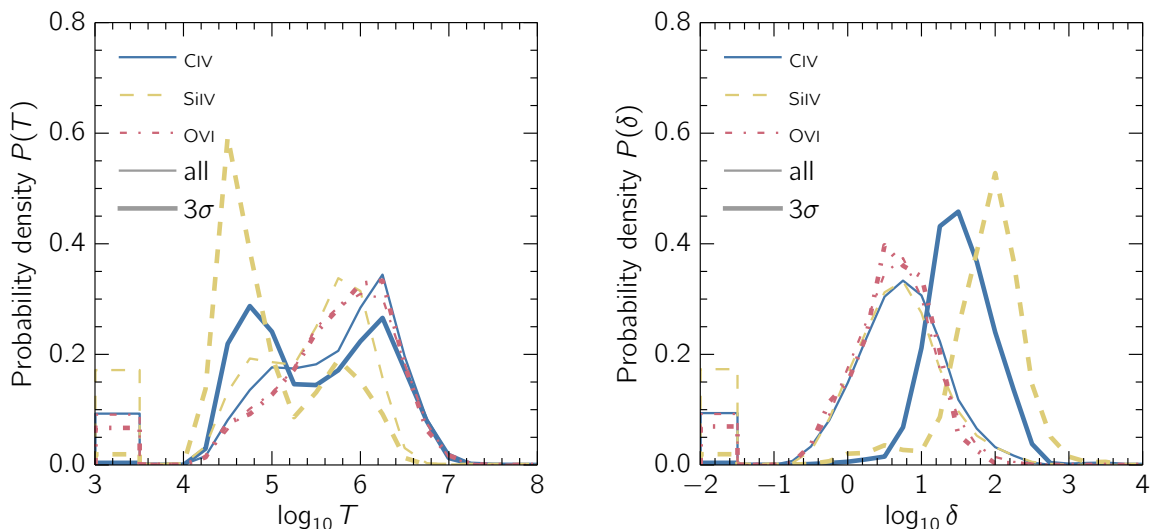 Probability density P(T)
0.8
0.6
0.4
0.2
0.0
CIV
SiIV
OVI
all
3σ
3 4 5 6 7 8
log₁₀ T
Probability density P(δ)
0.8
0.6
0.4
0.2
0.0
CIV
SiIV
OVI
all
3σ
−2 −1 0 1 2 3 4
log₁₀ δ